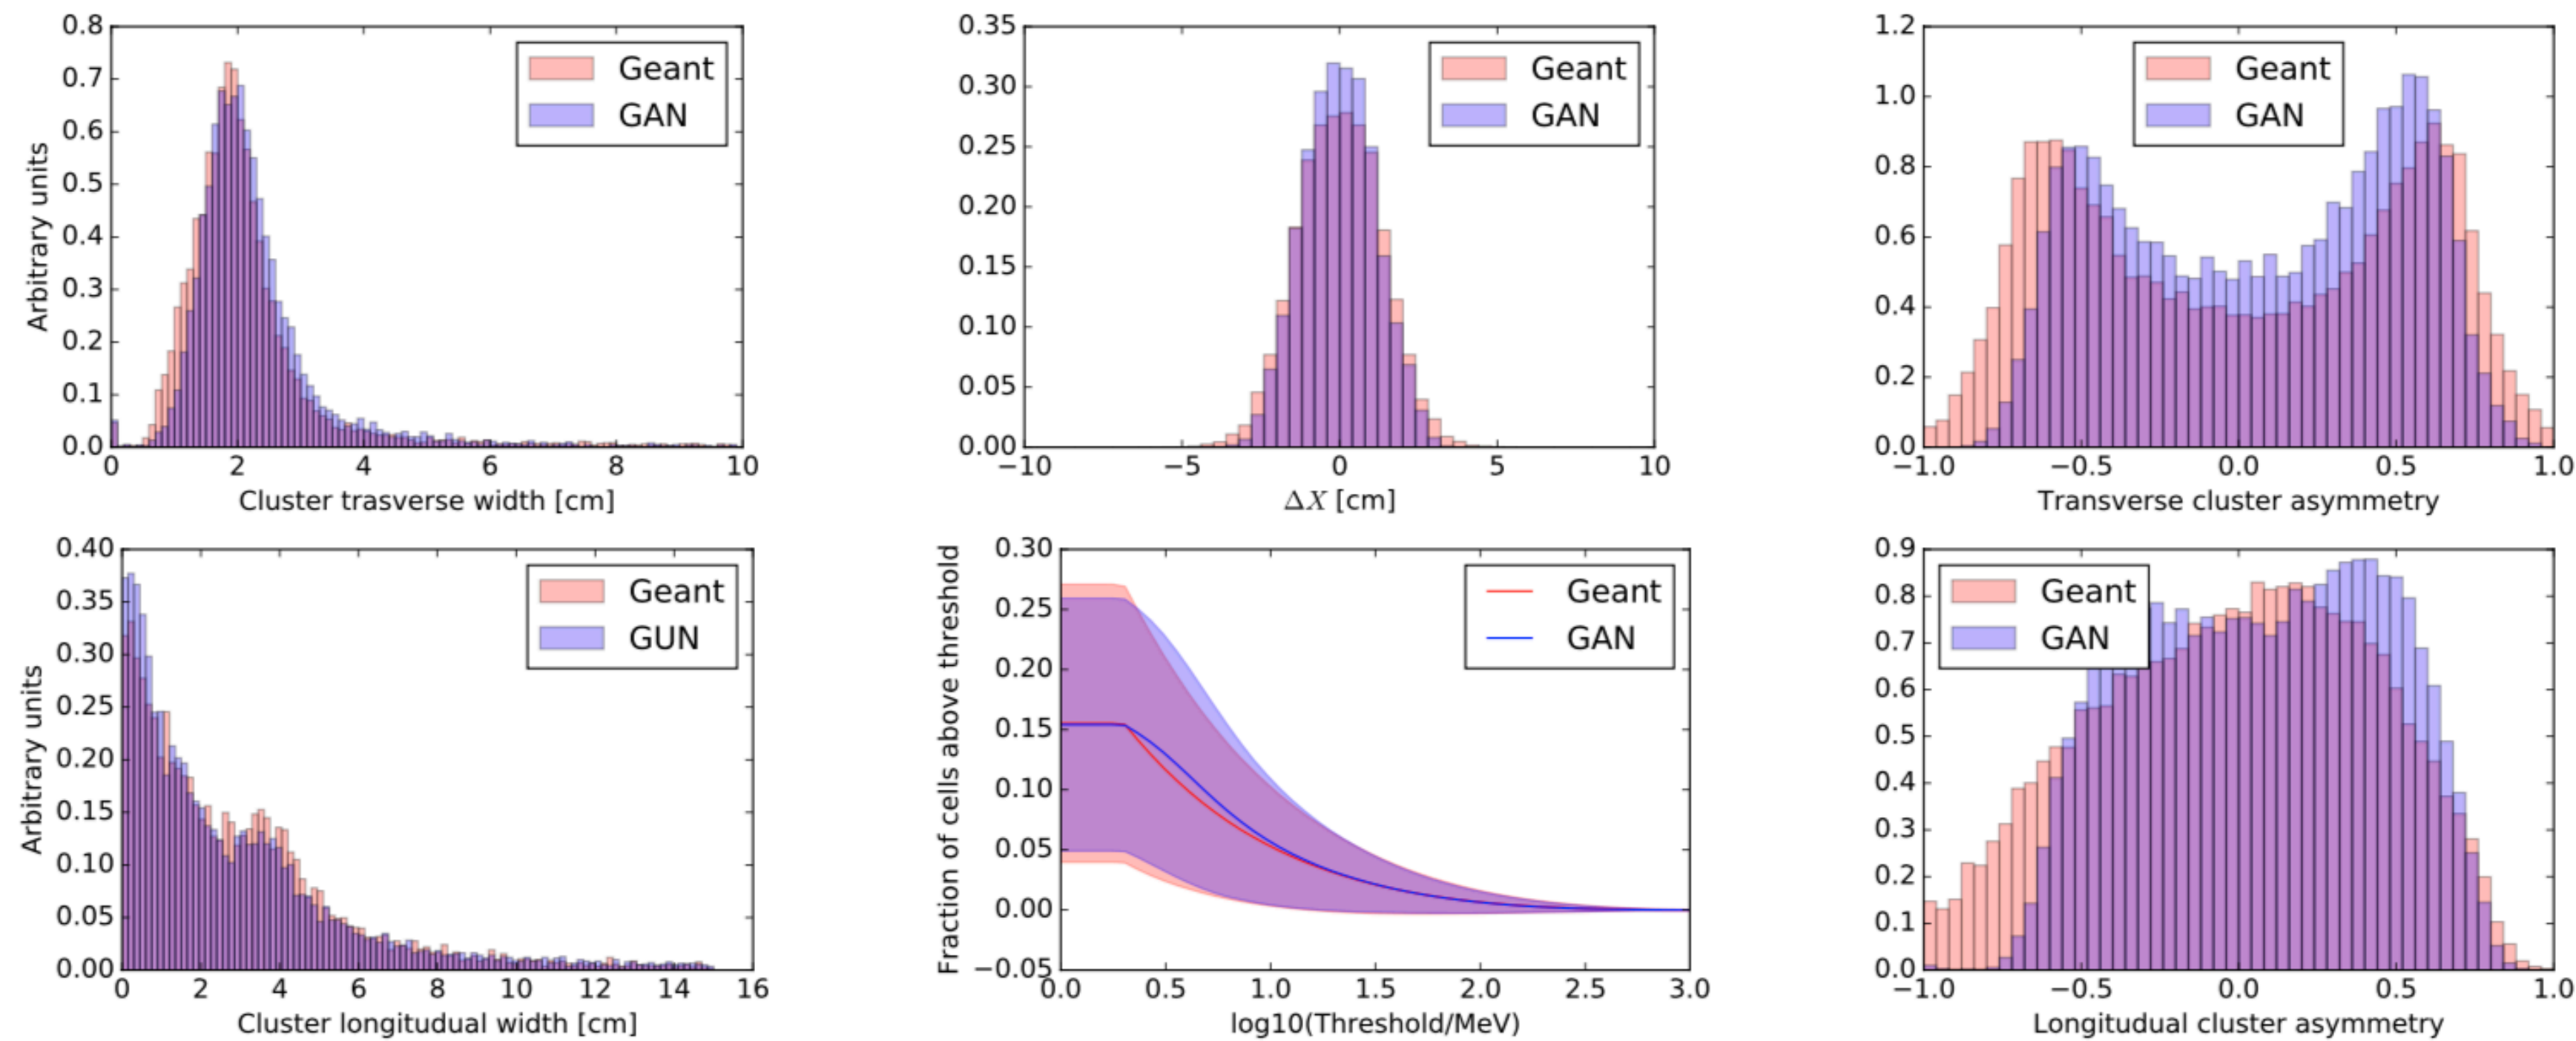 0.8
0.7
0.6
0.5
0.4
0.3
0.2
0.1
0.0
Arbitrary units
Geant
GAN
0 2 4 6 8 10
Cluster trasverse width [cm]
0.35
0.30
0.25
0.20
0.15
0.10
0.05
0.00
Geant
GAN
−10 −5 0 5 10
ΔX [cm]
1.2
1.0
0.8
0.6
0.4
0.2
0.0
Geant
GAN
−1.0 −0.5 0.0 0.5 1.0
Transverse cluster asymmetry
0.40
0.35
0.30
0.25
0.20
0.15
0.10
0.05
0.00
Arbitrary units
Geant
GUN
0 2 4 6 8 10 12 14 16
Cluster longitudual width [cm]
0.30
0.25
0.20
0.15
0.10
0.05
0.00
−0.05
Fraction of cells above threshold
Geant
GAN
0.0 0.5 1.0 1.5 2.0 2.5 3.0
log10(Threshold/MeV)
0.9
0.8
0.7
0.6
0.5
0.4
0.3
0.2
0.1
0.0
Geant
GAN
−1.0 −0.5 0.0 0.5 1.0
Longitudual cluster asymmetry